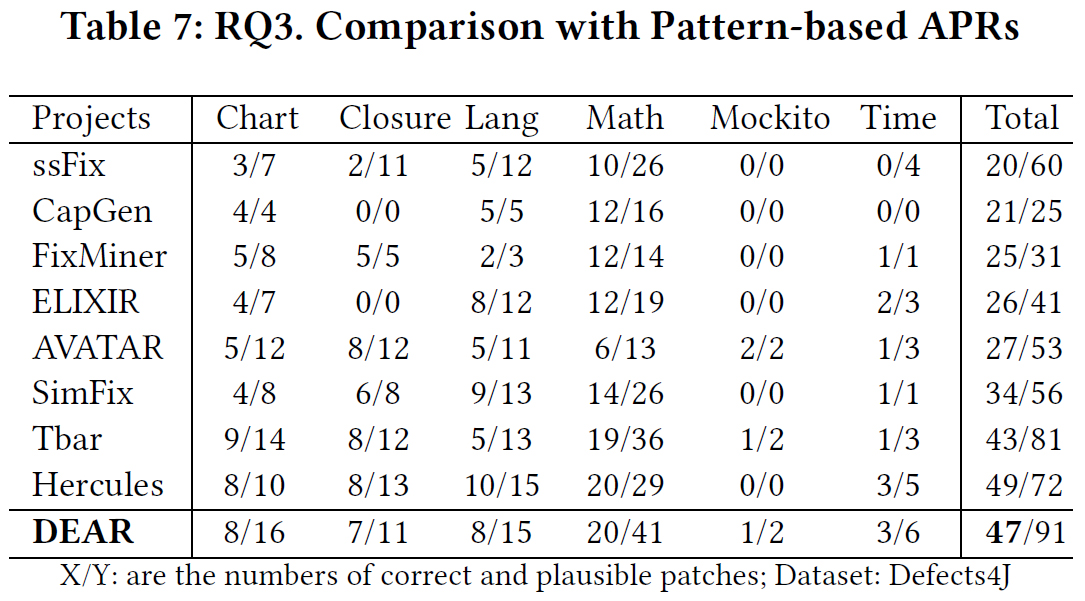 Table 7: RQ3. Comparison with Pattern-based APRs
Projects Chart Closure Lang Math Mockito Time Total
ssFix 3/7 2/11 5/12 10/26 0/0 0/4 20/60
CapGen 4/4 0/0 5/5 12/16 0/0 0/0 21/25
FixMiner 5/8 5/5 2/3 12/14 0/0 1/1 25/31
ELIXIR 4/7 0/0 8/12 12/19 0/0 2/3 26/41
AVATAR 5/12 8/12 5/11 6/13 2/2 1/3 27/53
SimFix 4/8 6/8 9/13 14/26 0/0 1/1 34/56
Tbar 9/14 8/12 5/13 19/36 1/2 1/3 43/81
Hercules 8/10 8/13 10/15 20/29 0/0 3/5 49/72
DEAR 8/16 7/11 8/15 20/41 1/2 3/6 47/91
X/Y: are the numbers of correct and plausible patches; Dataset: Defects4J